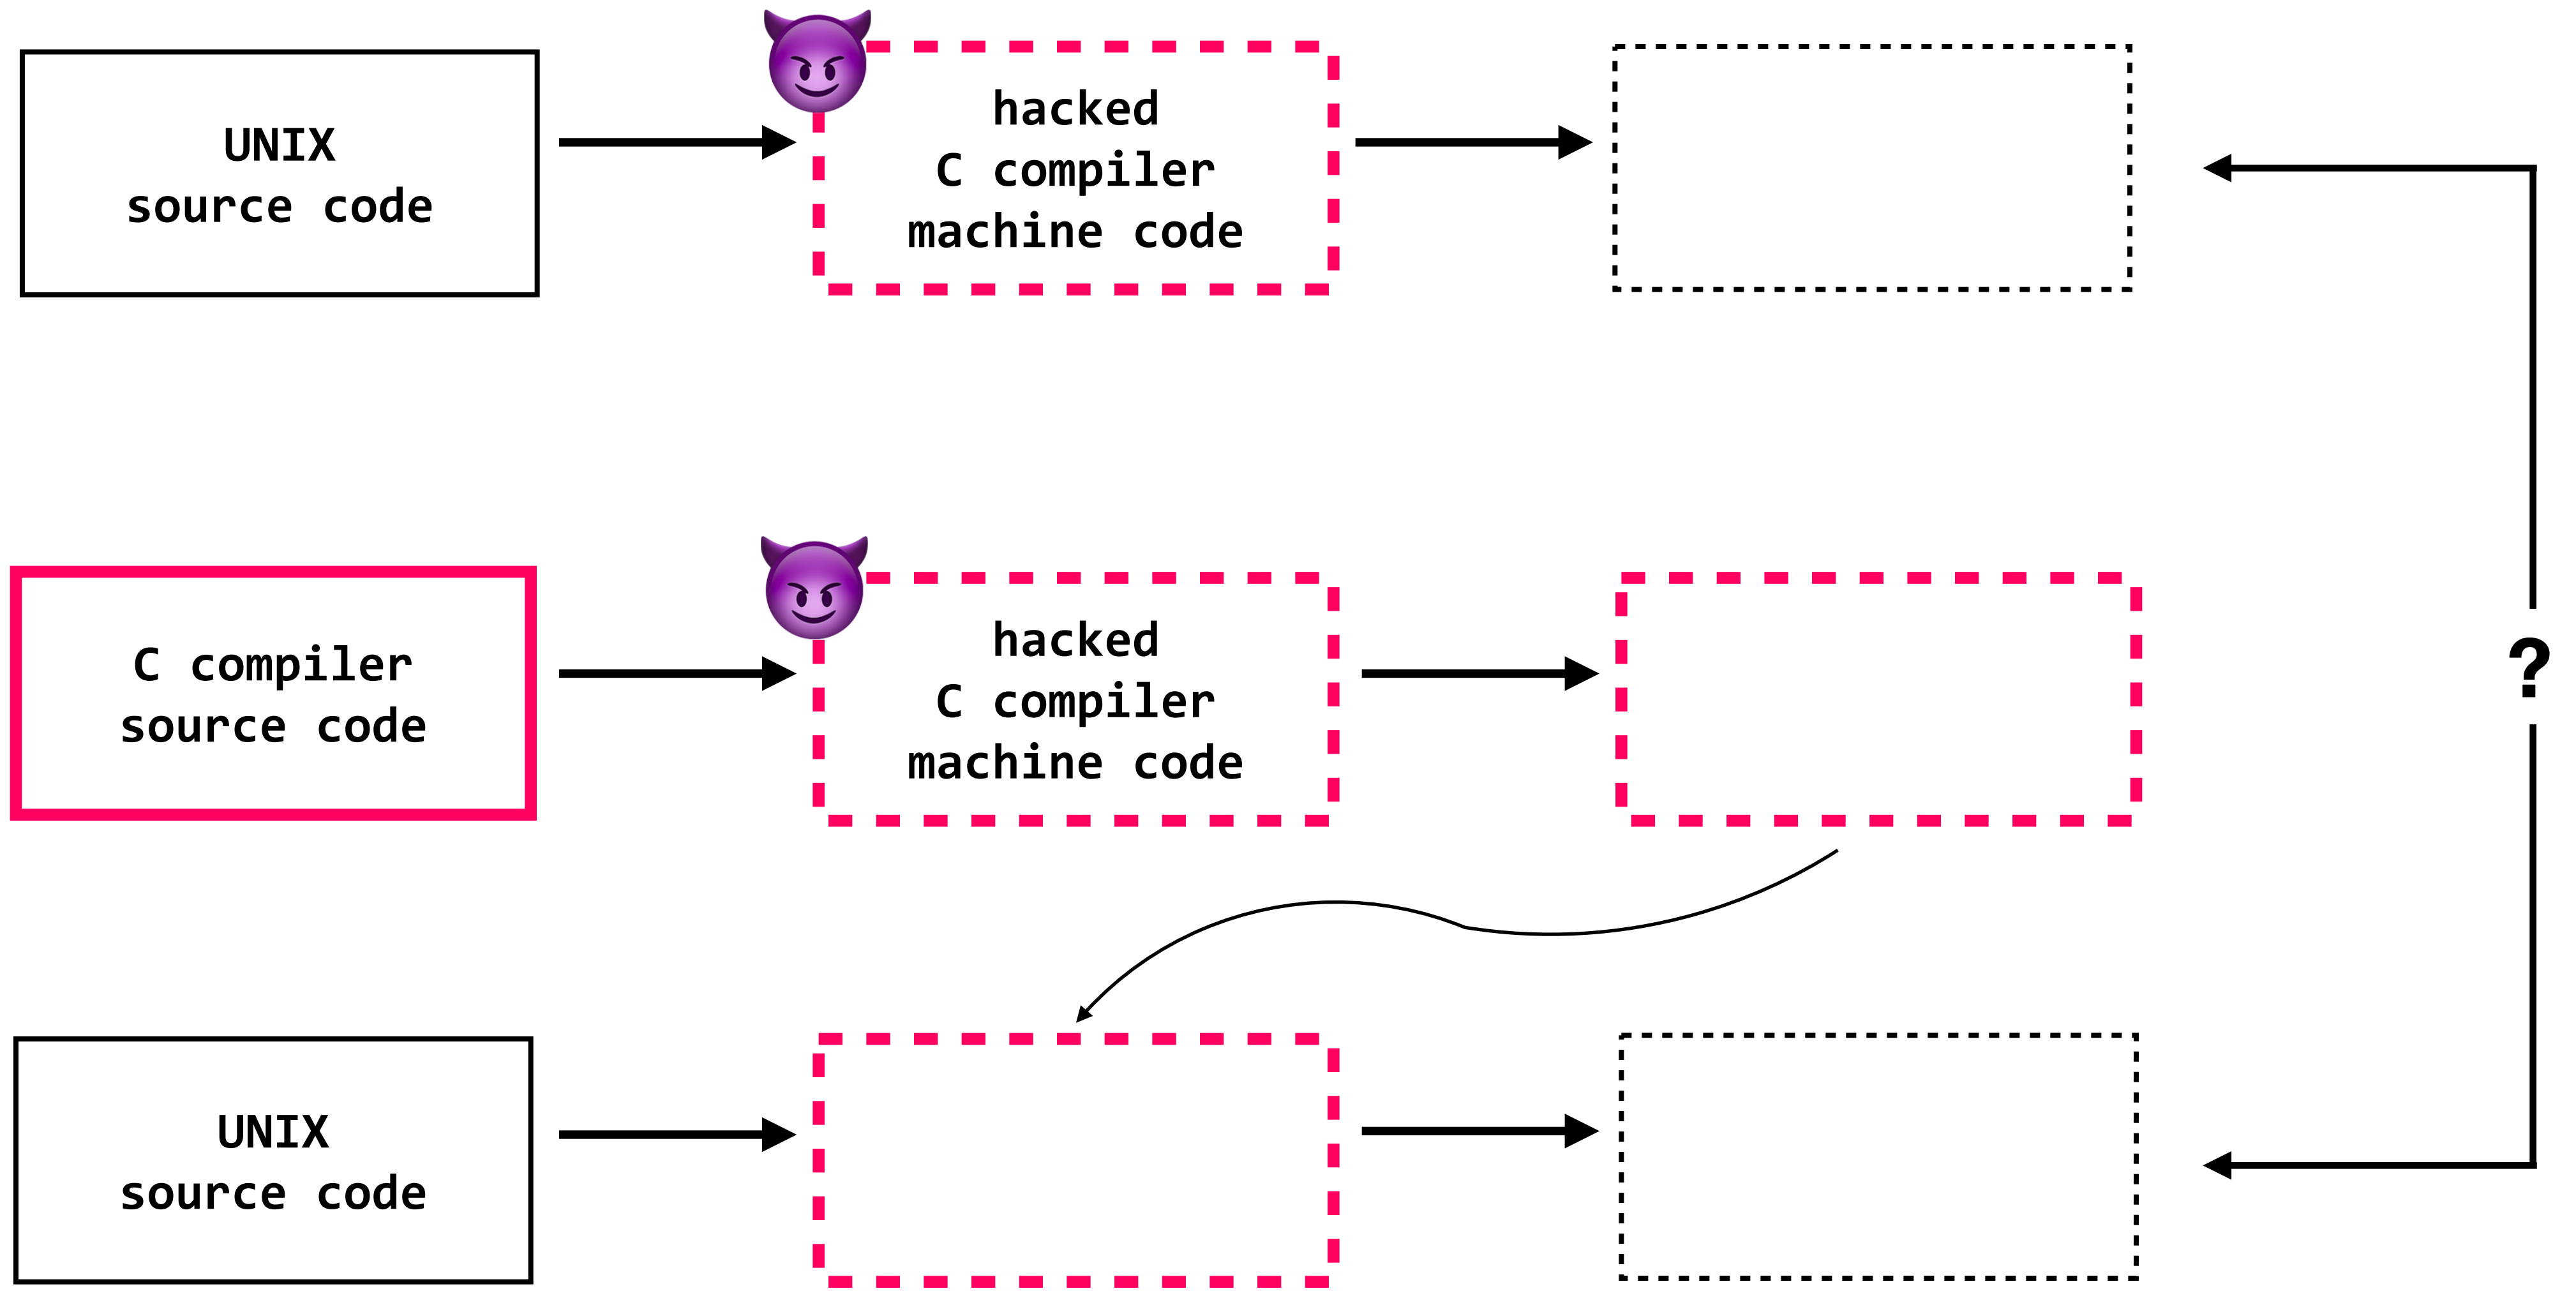 UNIX
source code
hacked
C compiler
machine code
C compiler
source code
hacked
C compiler
machine code
?
UNIX
source code